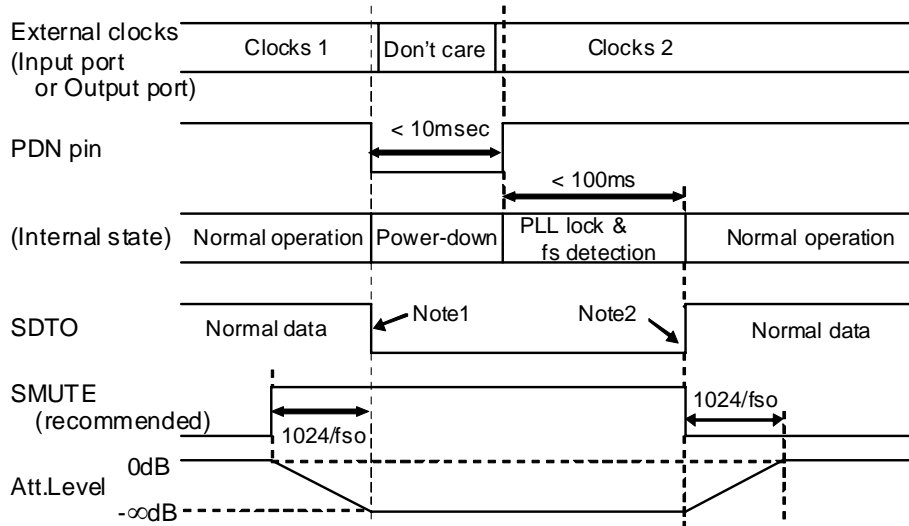 External clocks
(Input port
or Output port)
Clocks 1
Don't care
Clocks 2
PDN pin
< 10msec
< 100ms
(Internal state)
Normal operation
Power-down
PLL lock &
fs detection
Normal operation
SDTO
Normal data
Note1
Note2
Normal data
SMUTE
(recommended)
1024/fso
1024/fso
Att.Level
0dB
-∞dB